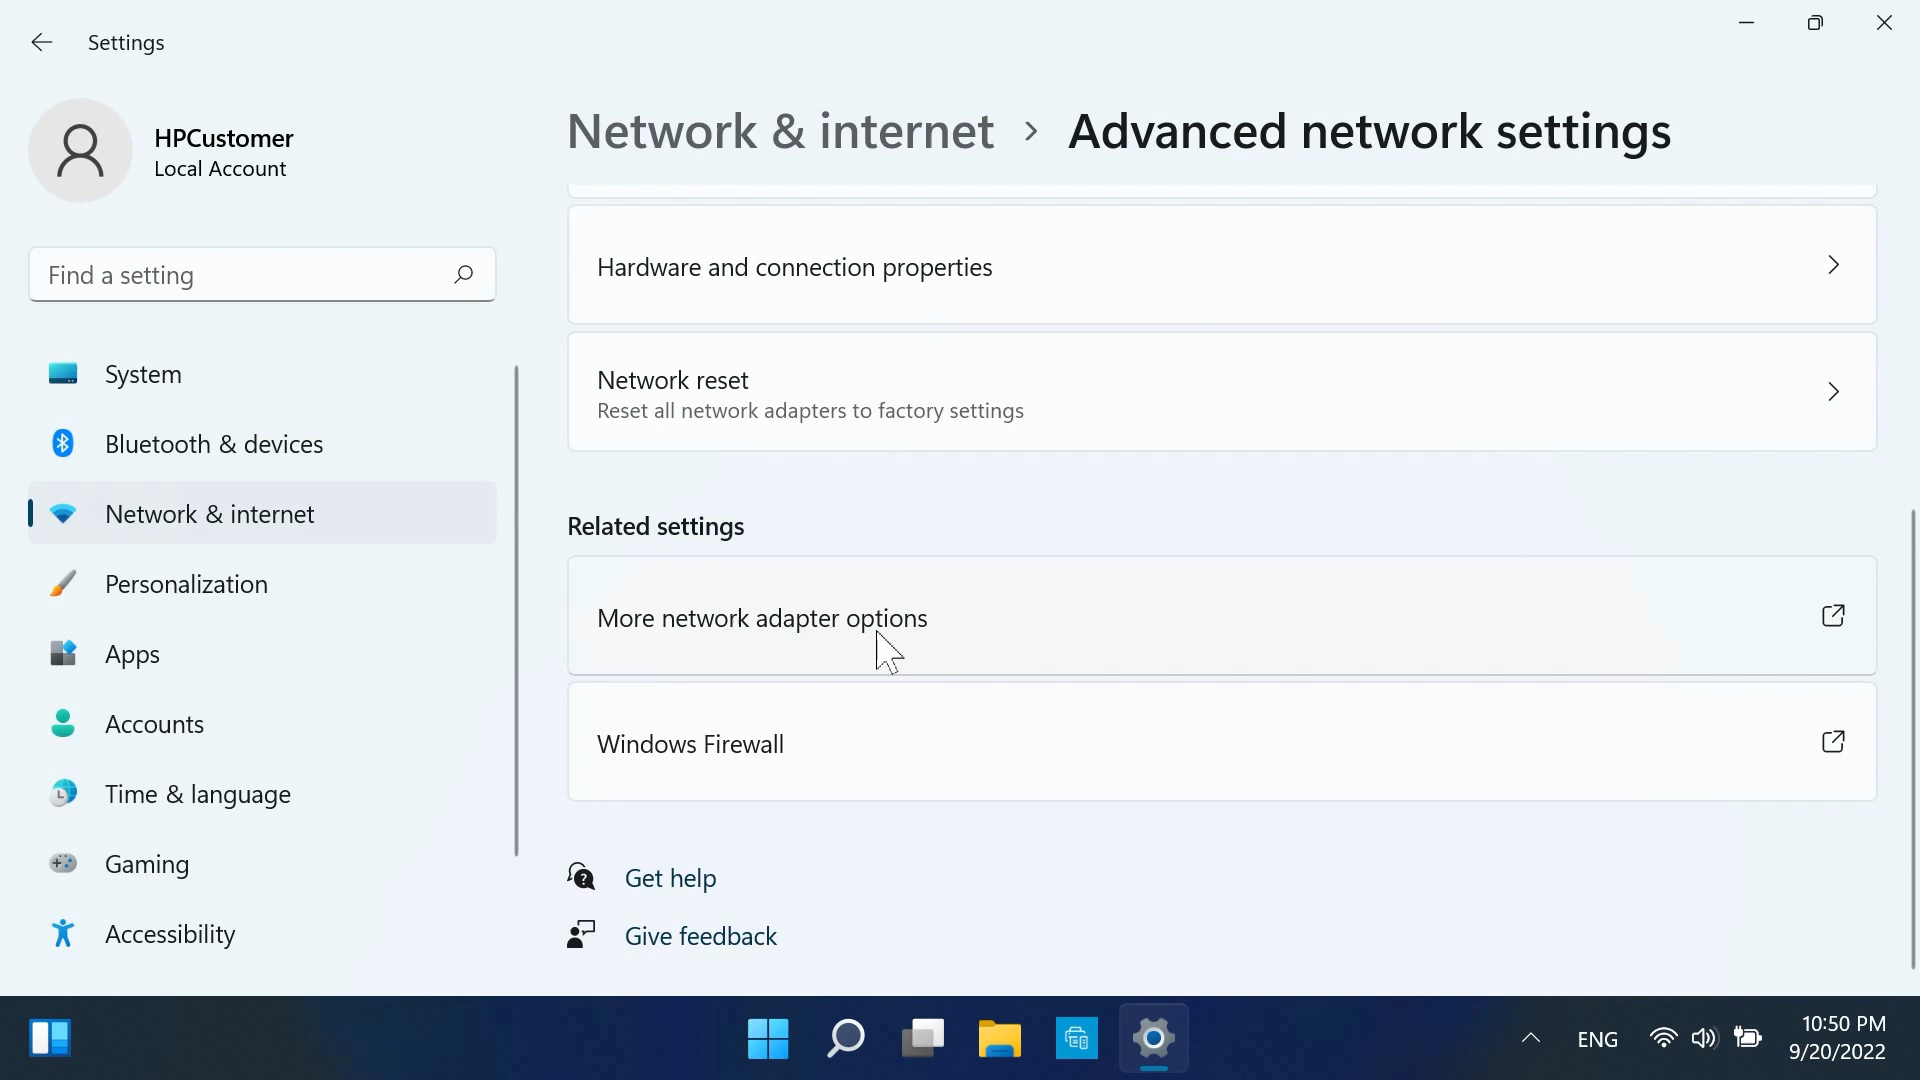 Settings
HPCustomer
Local Account
Find a setting
System
Bluetooth & devices
Network & internet
Personalization
Apps
Accounts
Time & language
Gaming
Accessibility
Network & internet › Advanced network settings
Hardware and connection properties
Network reset
Reset all network adapters to factory settings
Related settings
More network adapter options
Windows Firewall
Get help
Give feedback
ENG
10:50 PM
9/20/2022